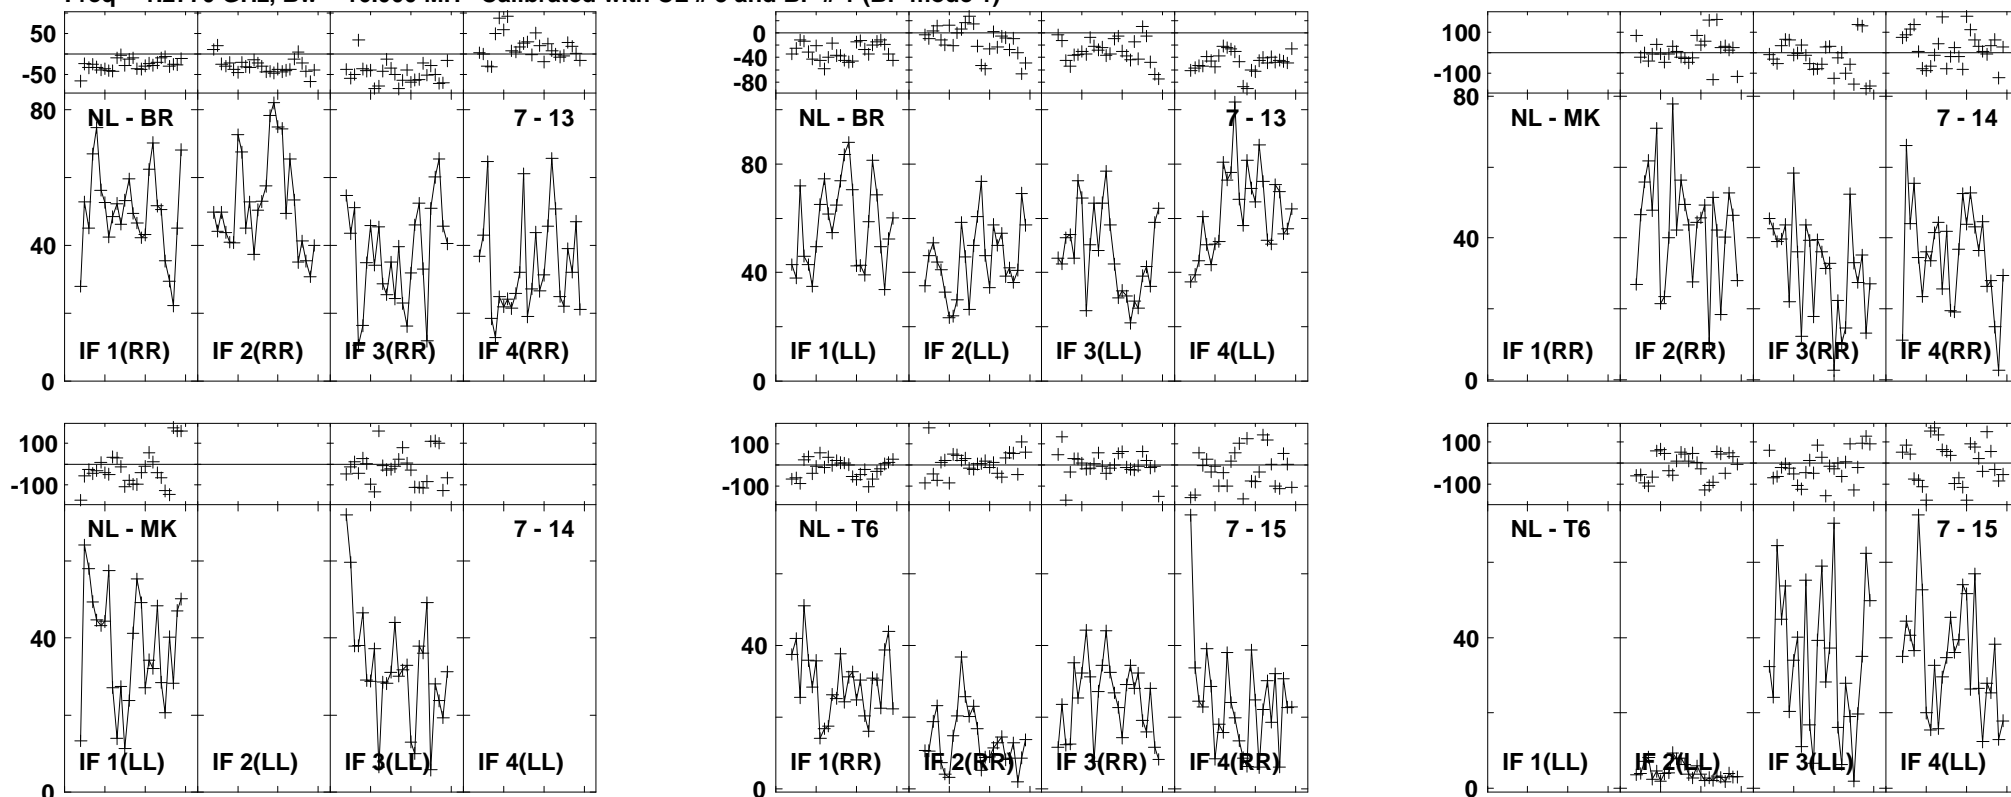 50
-50
80
40
0
NL - BR
7 - 13
IF 1(RR)
IF 2(RR)
IF 3(RR)
IF 4(RR)
0
-40
-80
80
40
0
NL - BR
7 - 13
IF 1(LL)
IF 2(LL)
IF 3(LL)
IF 4(LL)
100
-100
80
40
0
NL - MK
7 - 14
IF 1(RR)
IF 2(RR)
IF 3(RR)
IF 4(RR)
100
-100
40
0
NL - MK
7 - 14
IF 1(LL)
IF 2(LL)
IF 3(LL)
IF 4(LL)
100
-100
40
0
NL - T6
7 - 15
IF 1(RR)
IF 2(RR)
IF 3(RR)
IF 4(RR)
100
-100
40
0
NL - T6
7 - 15
IF 1(LL)
IF 2(LL)
IF 3(LL)
IF 4(LL)